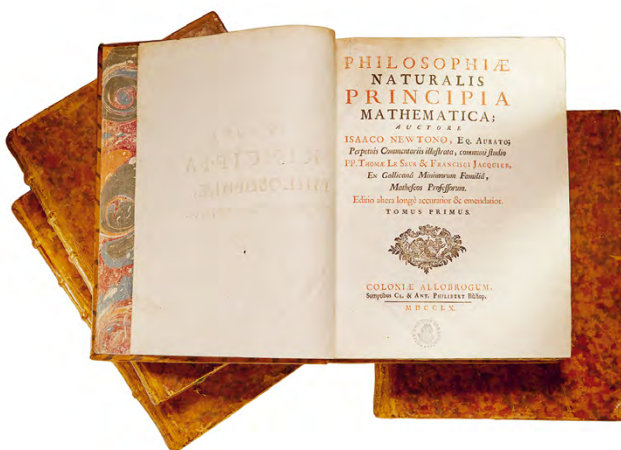 PHILOSOPHIÆ
NATURALIS
PRINCIPIA
MATHEMATICA;
AUCTORE
ISAACO NEWTONO, EQ. AURATO;
Perpetuis Commentariis illustrata, communi studio
PP. THOMÆ LE SEUR & FRANCISCI JACQUIER,
Ex Gallicanâ Minimorum Familiâ,
Matheseos Professorum.
Editio altera longè accuratior & emendatior.
TOMUS PRIMUS.
COLONIÆ ALLOBROGUM,
Sumptibus CL. & ANT. PHILIBERT Bibliop.
MDCCLX.